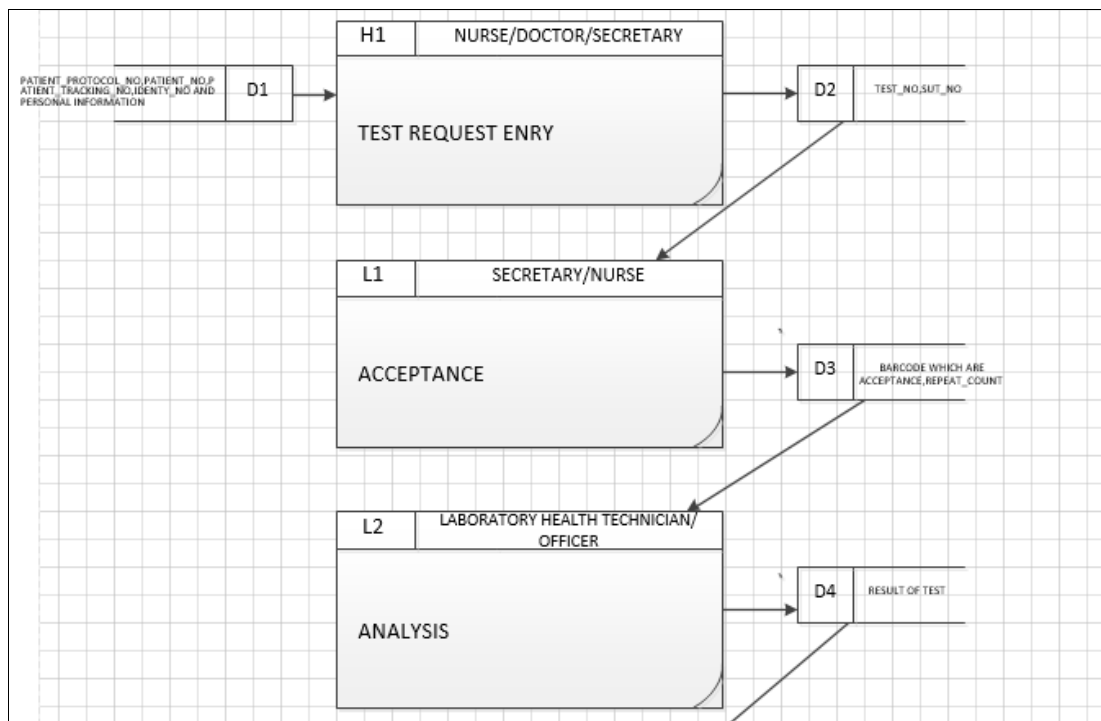 H1
NURSE/DOCTOR/SECRETARY
PATIENT_PROTOCOL_NO,PATIENT_NO,P
ATIENT_TRACKING_NO,IDENTY_NO AND
PERSONAL INFORMATION
D1
TEST REQUEST ENRY
D2
TEST_NO,SUT_NO
L1
SECRETARY/NURSE
ACCEPTANCE
D3
BARCODE WHICH ARE
ACCEPTANCE,REPEAT_COUNT
L2
LABORATORY HEALTH TECHNICIAN/
OFFICER
ANALYSIS
D4
RESULT OF TEST